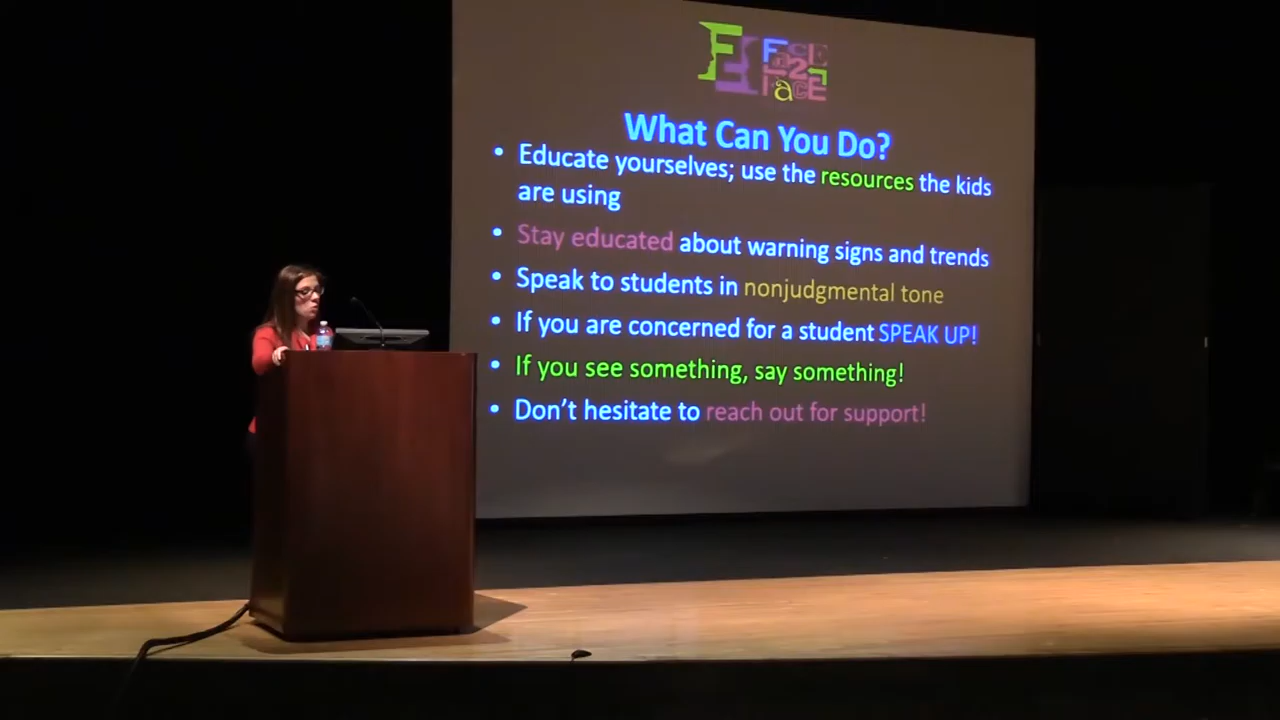 F
FacE
2
FacE
What Can You Do?
• Educate yourselves; use the resources the kids
are using
• Stay educated about warning signs and trends
• Speak to students in nonjudgmental tone
• If you are concerned for a student SPEAK UP!
• If you see something, say something!
• Don't hesitate to reach out for support!